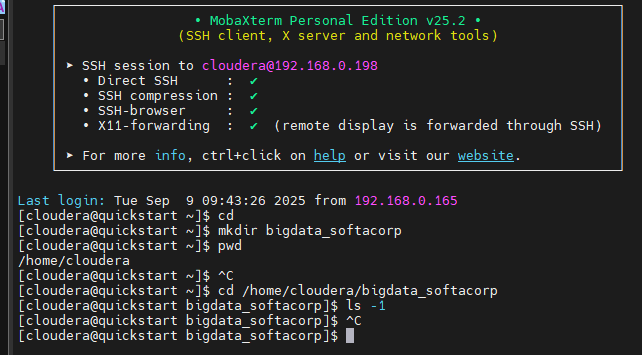 • MobaXterm Personal Edition v25.2 •
(SSH client, X server and network tools)
➤ SSH session to cloudera@192.168.0.198
• Direct SSH : ✔
• SSH compression : ✔
• SSH-browser : ✔
• X11-forwarding : ✔ (remote display is forwarded through SSH)
➤ For more info, ctrl+click on help or visit our website.
Last login: Tue Sep 9 09:43:26 2025 from 192.168.0.165
[cloudera@quickstart ~]$ cd
[cloudera@quickstart ~]$ mkdir bigdata_softacorp
[cloudera@quickstart ~]$ pwd
/home/cloudera
[cloudera@quickstart ~]$ ^C
[cloudera@quickstart ~]$ cd /home/cloudera/bigdata_softacorp
[cloudera@quickstart bigdata_softacorp]$ ls -1
[cloudera@quickstart bigdata_softacorp]$ ^C
[cloudera@quickstart bigdata_softacorp]$